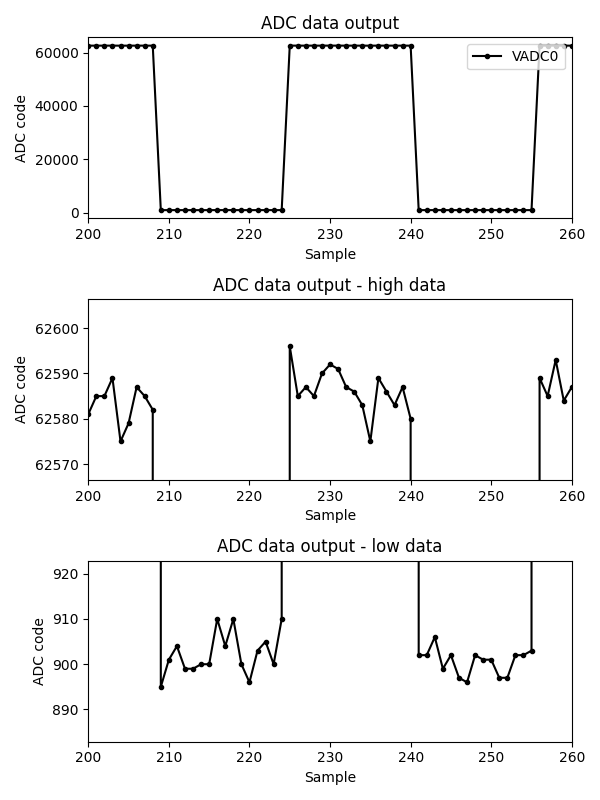 ADC data output
60000
40000
20000
0
ADC code
VADC0
200 210 220 230 240 250 260
Sample
ADC data output - high data
62600
62590
62580
62570
ADC code
200 210 220 230 240 250 260
Sample
ADC data output - low data
920
910
900
890
ADC code
200 210 220 230 240 250 260
Sample